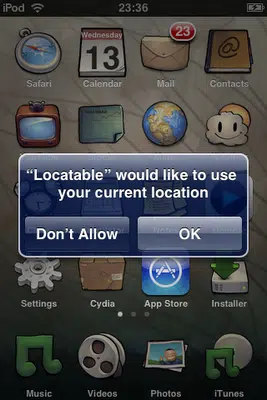 iPod 23:36
Wednesday 23
13
Safari Calendar Mail Contacts
"Locatable" would like to use
your current location
Don't Allow OK
Settings Cydia App Store Installer
Music Videos Photos iTunes